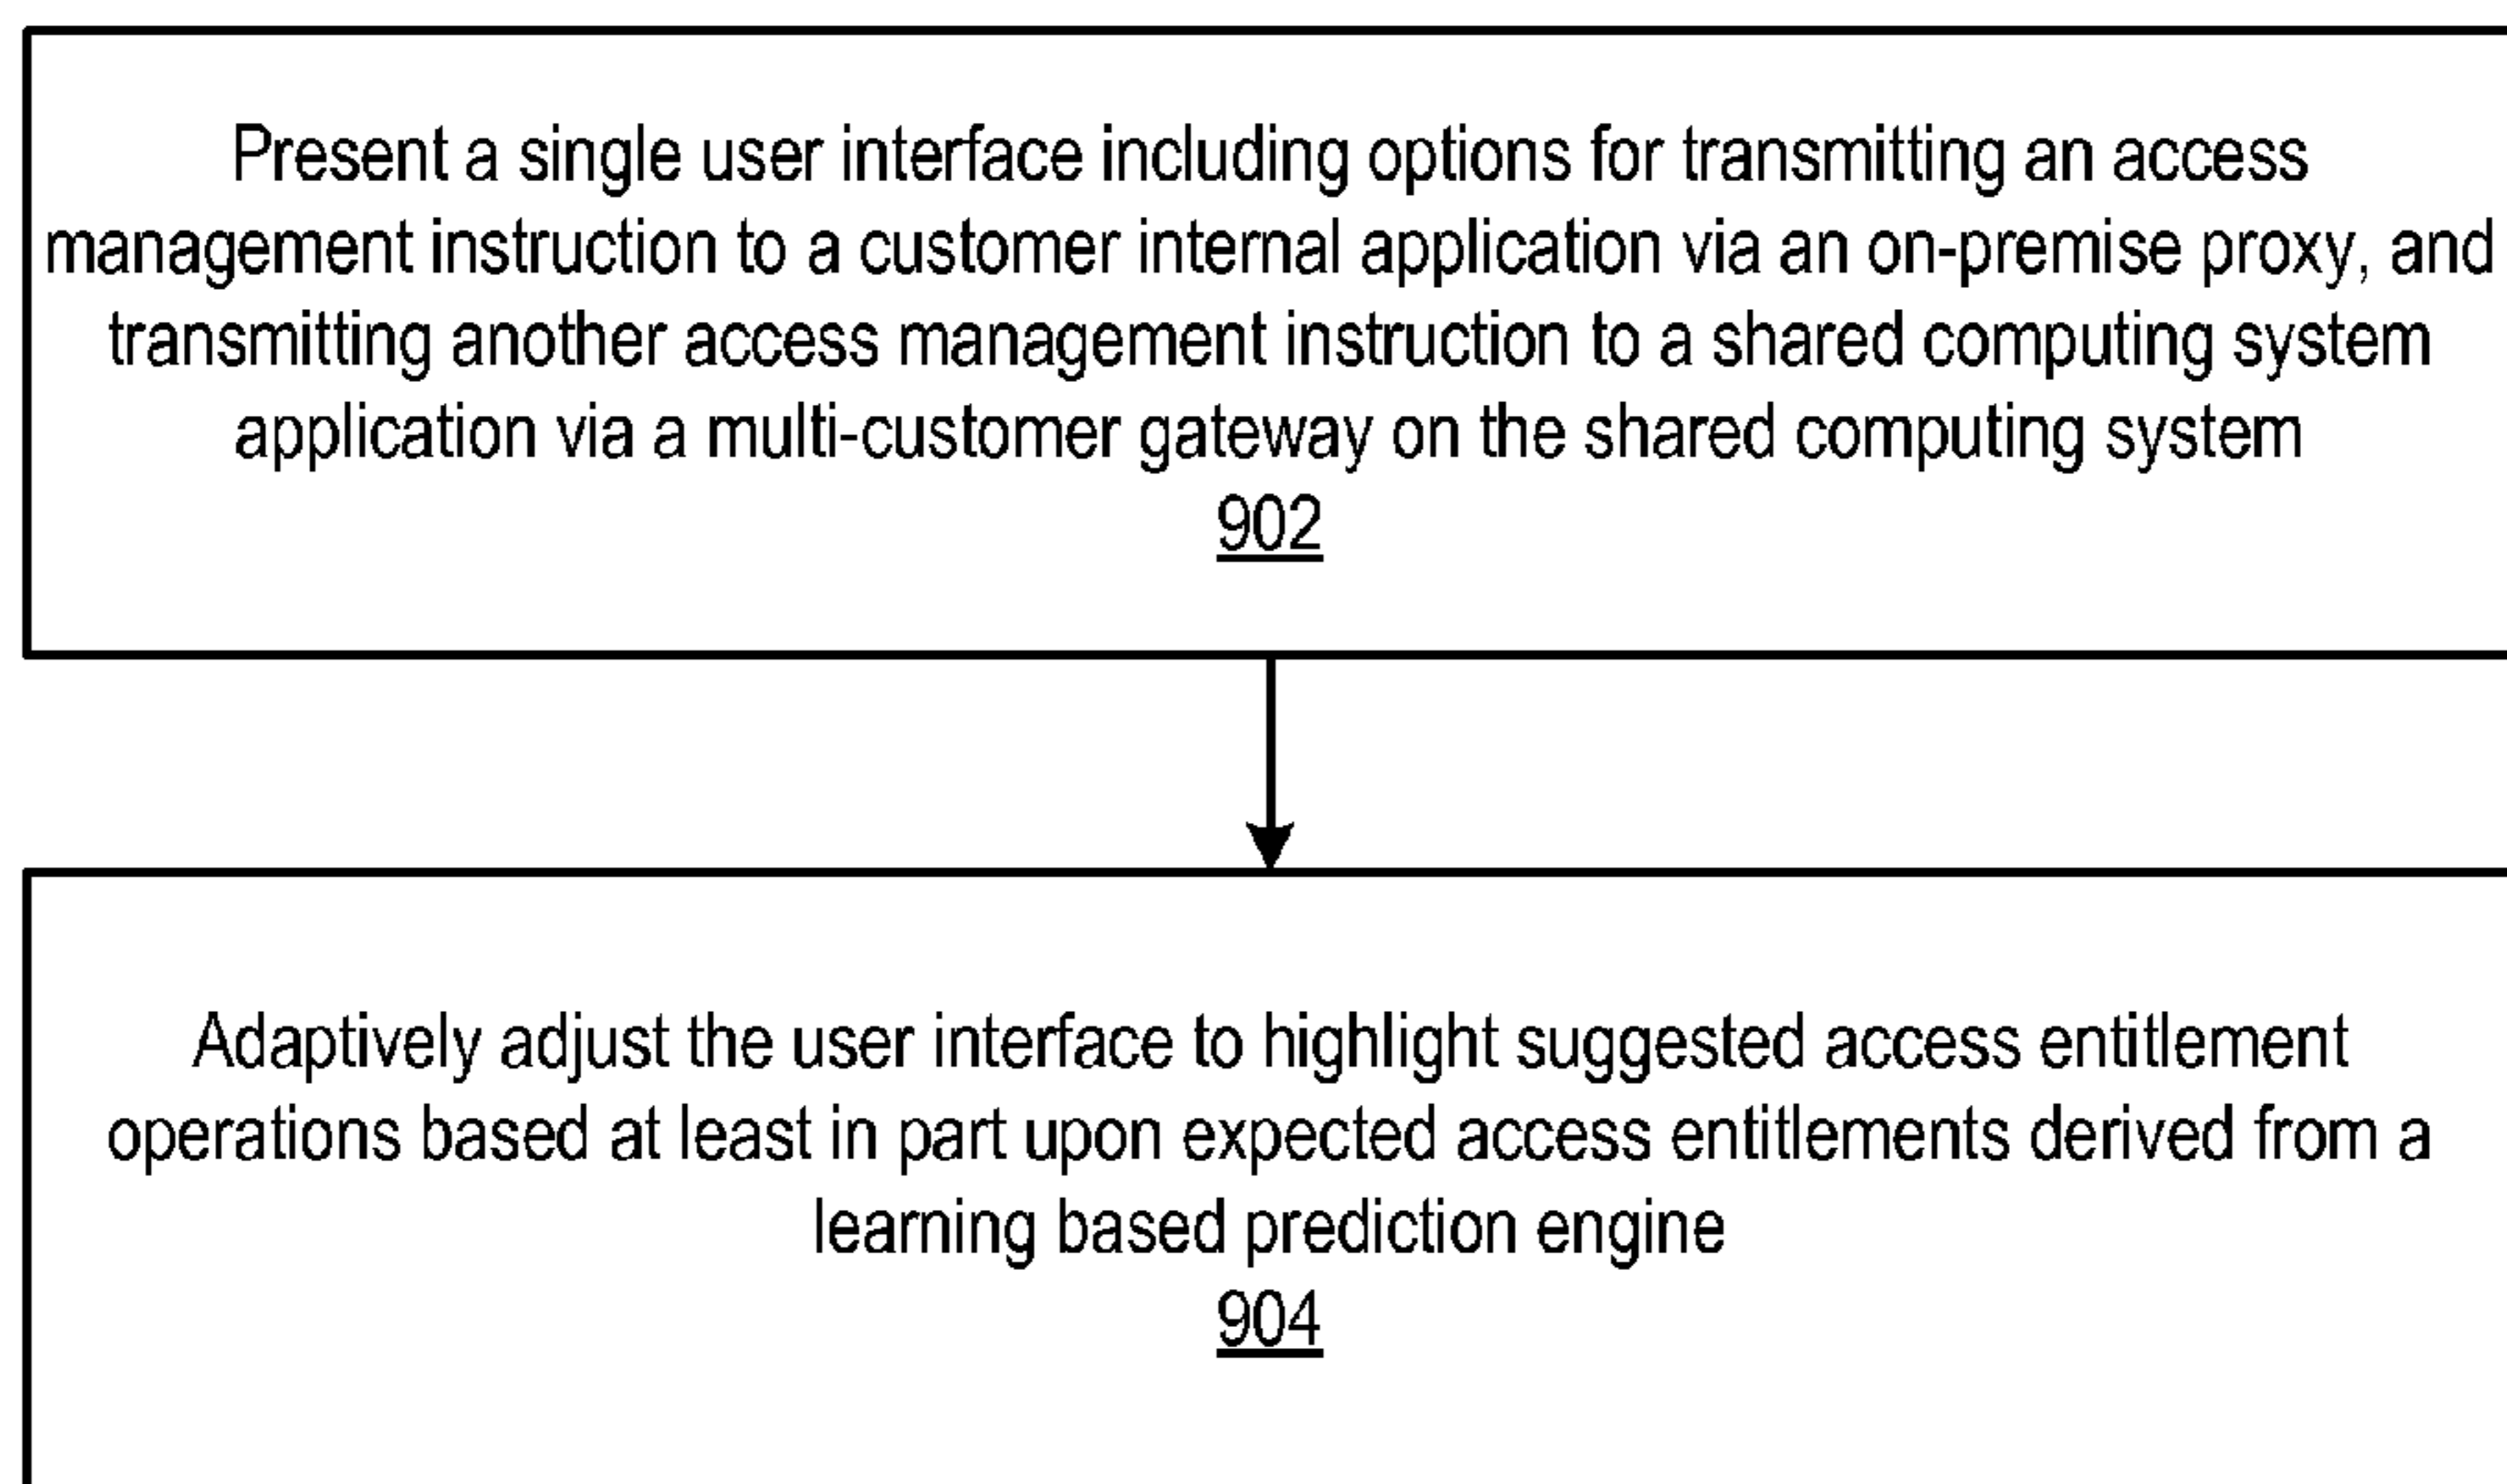 Present a single user interface including options for transmitting an access
management instruction to a customer internal application via an on-premise proxy, and
transmitting another access management instruction to a shared computing system
application via a multi-customer gateway on the shared computing system
902
Adaptively adjust the user interface to highlight suggested access entitlement
operations based at least in part upon expected access entitlements derived from a
learning based prediction engine
904